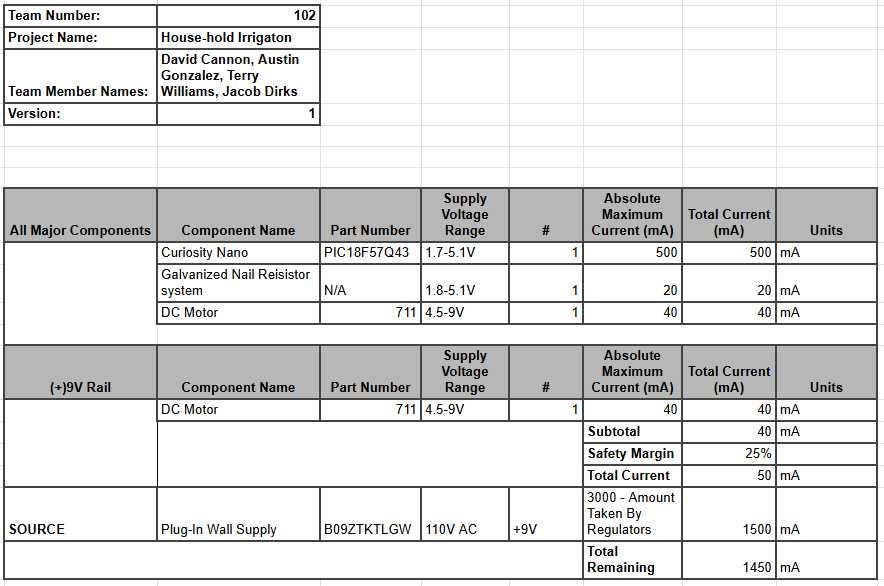 Team Number: 102
Project Name: House-hold Irrigaton
Team Member Names: David Cannon, Austin
Gonzalez, Terry
Williams, Jacob Dirks
Version: 1
All Major Components Component Name Part Number Supply Voltage Range # Absolute Maximum Current (mA) Total Current (mA) Units
Curiosity Nano PIC18F57Q43 1.7-5.1V 1 500 500 mA
Galvanized Nail Reisistor
system N/A 1.8-5.1V 1 20 20 mA
DC Motor 711 4.5-9V 1 40 40 mA
(+)9V Rail Component Name Part Number Supply Voltage Range # Absolute Maximum Current (mA) Total Current (mA) Units
DC Motor 711 4.5-9V 1 40 40 mA
Subtotal 40 mA
Safety Margin 25%
Total Current 50 mA
SOURCE Plug-In Wall Supply B09ZTKTLGW 110V AC +9V 3000 - Amount Taken By Regulators 1500 mA
Total
Remaining 1450 mA